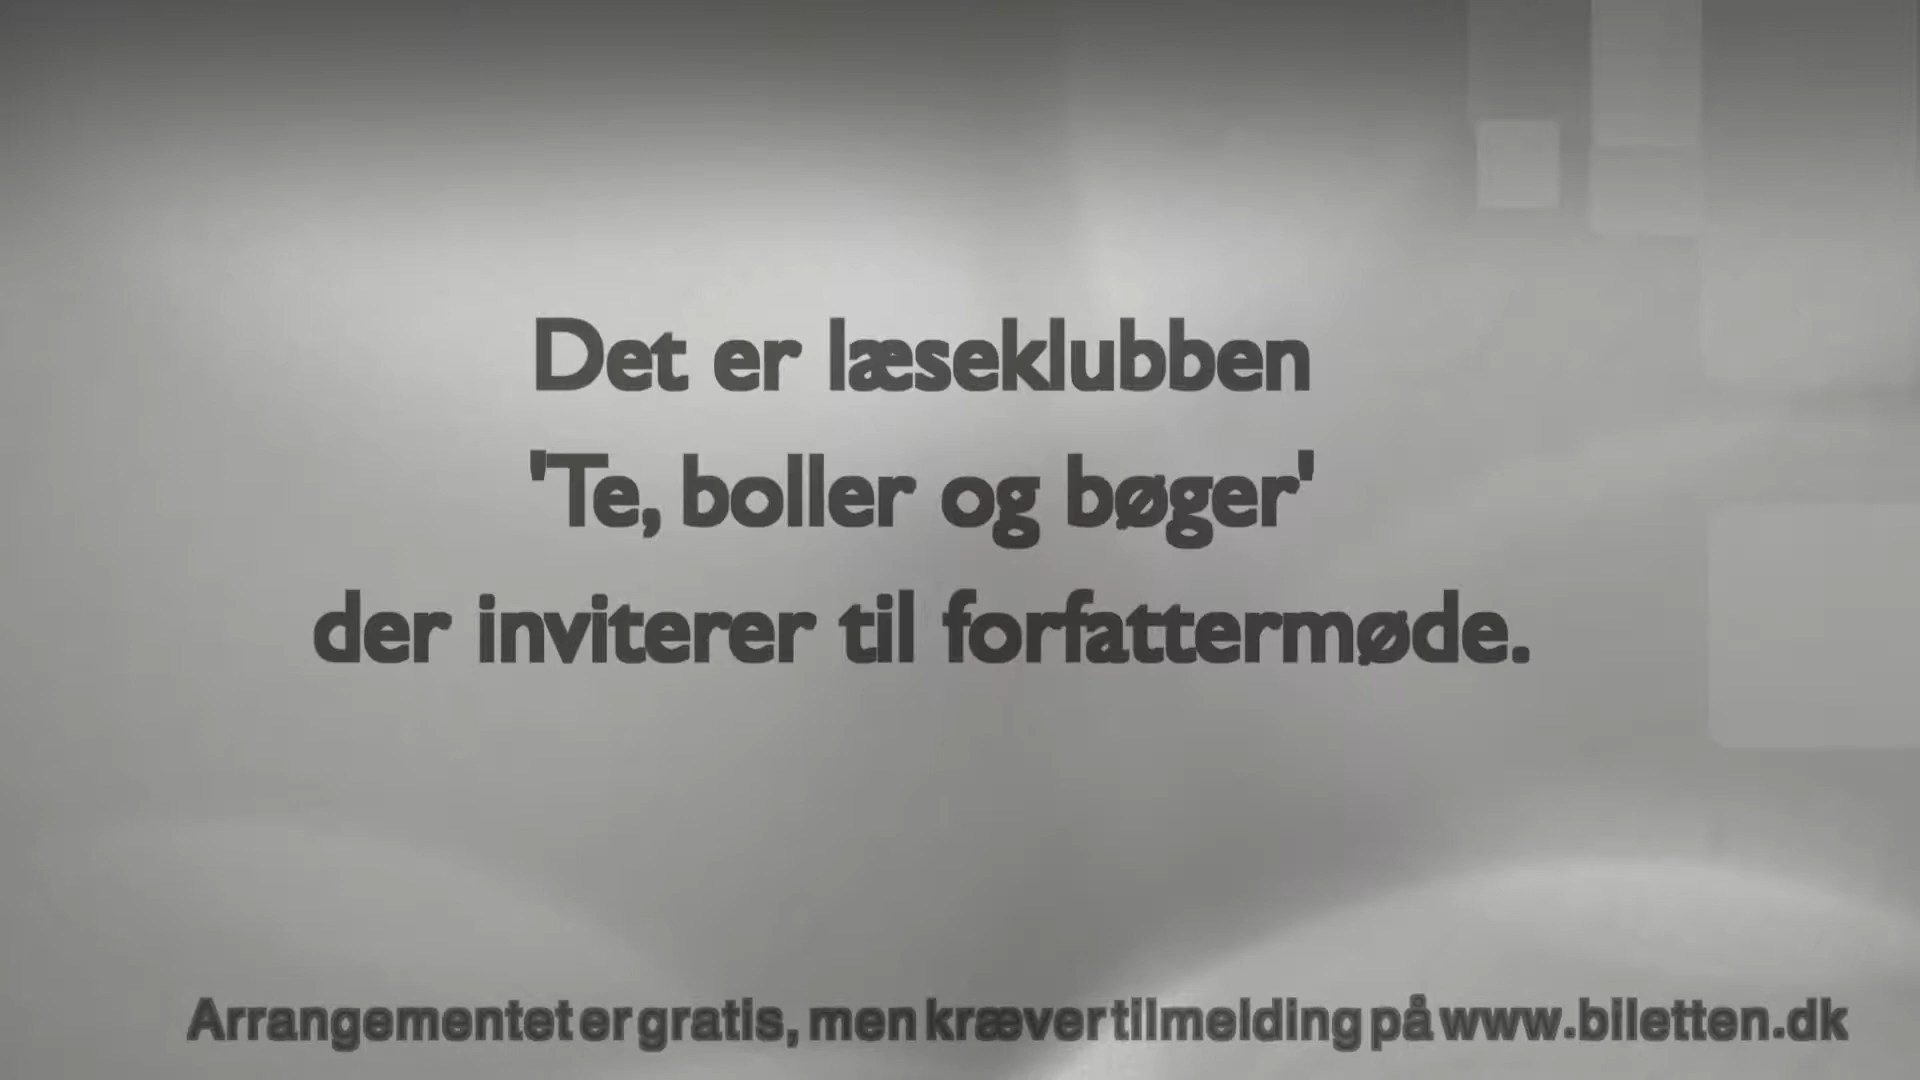 Det er læseklubben
'Te, boller og bøger'
der inviterer til forfattermøde.
Arrangementet er gratis, men kræver tilmelding på www.biletten.dk